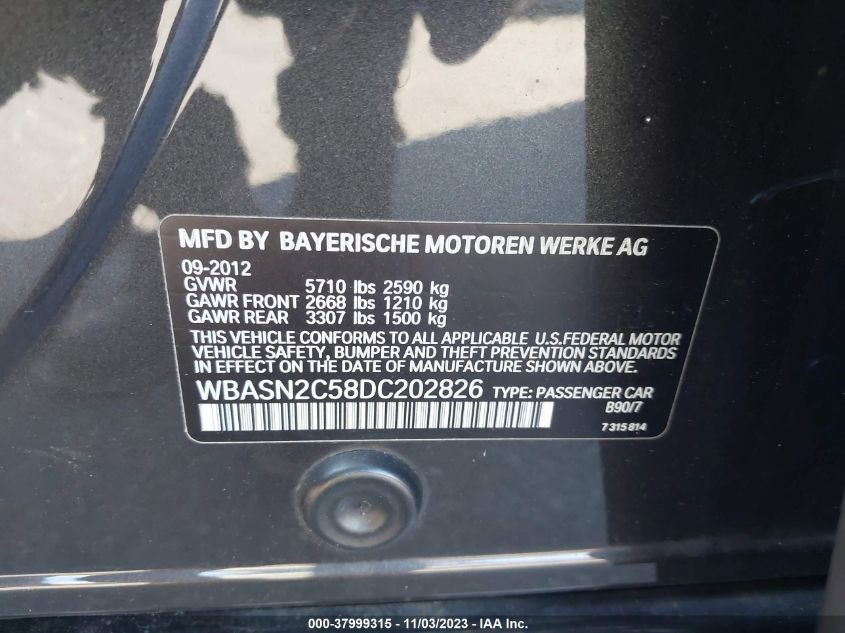 MFD BY BAYERISCHE MOTOREN WERKE AG
09-2012
GVWR 5710 lbs 2590 kg
GAWR FRONT 2668 lbs 1210 kg
GAWR REAR 3307 lbs 1500 kg
THIS VEHICLE CONFORMS TO ALL APPLICABLE U.S.FEDERAL MOTOR
VEHICLE SAFETY, BUMPER AND THEFT PREVENTION STANDARDS
IN EFFECT ON THE DATE OF MANUFACTURE SHOWN ABOVE.
WBASN2C58DC202826 TYPE: PASSENGER CAR
B90/7
7 315 814
000-37999315 - 11/03/2023 - IAA Inc.